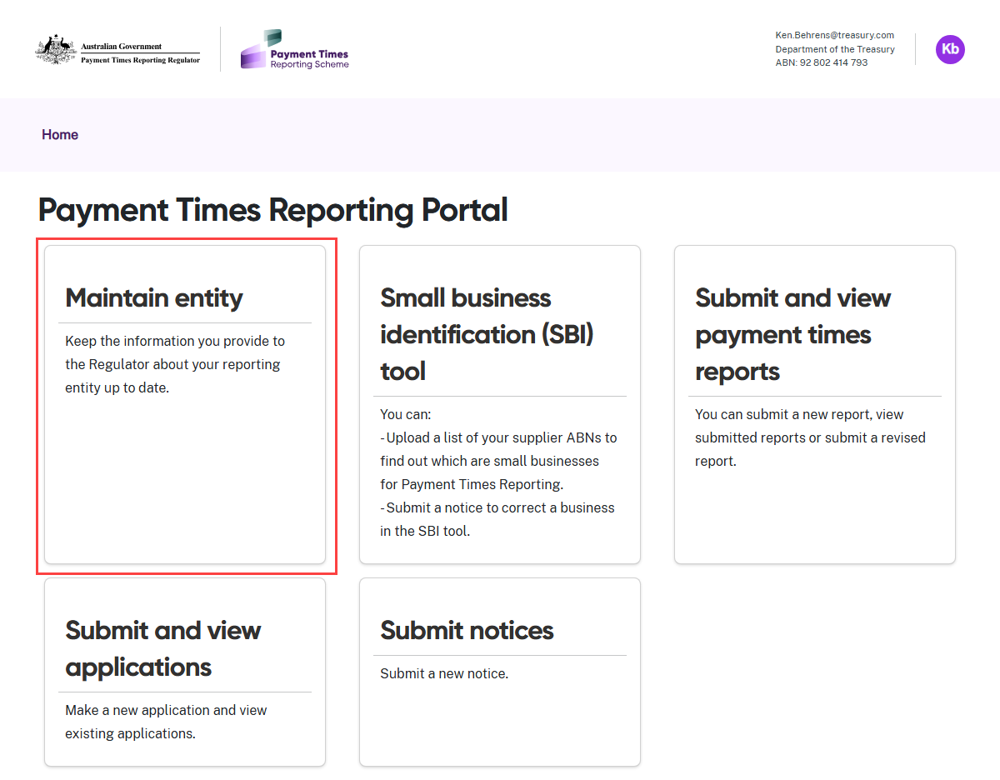 Australian Government
Payment Times Reporting Regulator
Payment Times
Reporting Scheme
Ken.Behrens@treasury.com
Department of the Treasury
ABN: 92 802 414 793
Kb
Home
Payment Times Reporting Portal
Maintain entity
Keep the information you provide to
the Regulator about your reporting
entity up to date.
Small business
identification (SBI)
tool
You can:
- Upload a list of your supplier ABNs to
find out which are small businesses
for Payment Times Reporting.
- Submit a notice to correct a business
in the SBI tool.
Submit and view
payment times
reports
You can submit a new report, view
submitted reports or submit a revised
report.
Submit and view
applications
Make a new application and view
existing applications.
Submit notices
Submit a new notice.